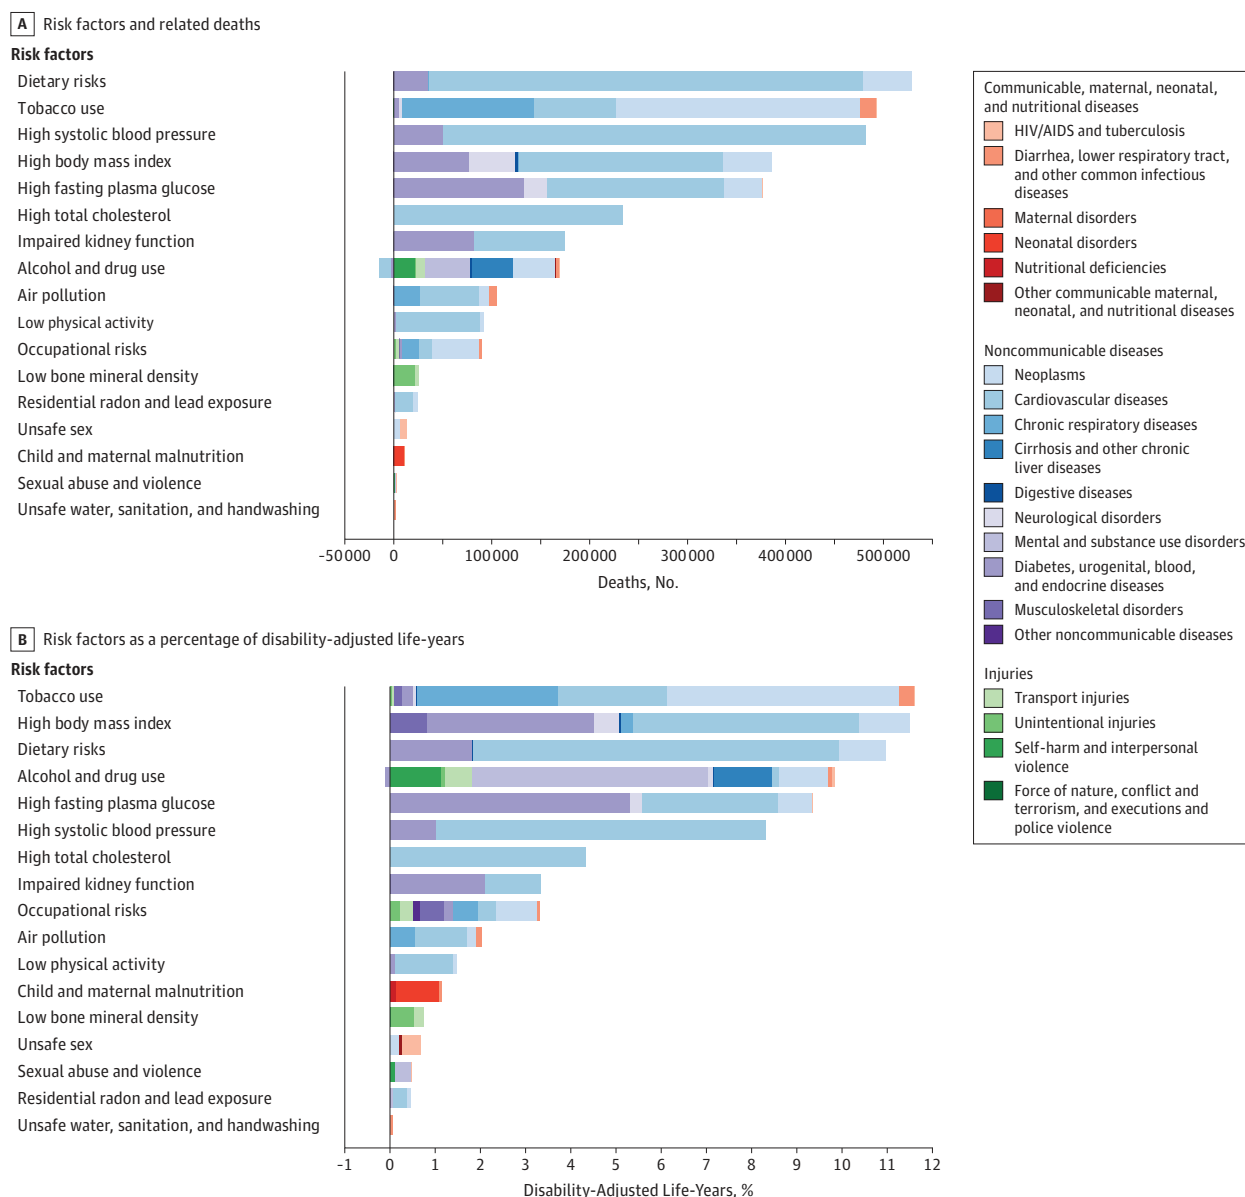 A Risk factors and related deaths
Risk factors
Dietary risks
Tobacco use
High systolic blood pressure
High body mass index
High fasting plasma glucose
High total cholesterol
Impaired kidney function
Alcohol and drug use
Air pollution
Low physical activity
Occupational risks
Low bone mineral density
Residential radon and lead exposure
Unsafe sex
Child and maternal malnutrition
Sexual abuse and violence
Unsafe water, sanitation, and handwashing
-50000 0 100000 200000 300000 400000 500000
Deaths, No.
Communicable, maternal, neonatal,
and nutritional diseases
HIV/AIDS and tuberculosis
Diarrhea, lower respiratory tract,
and other common infectious
diseases
Maternal disorders
Neonatal disorders
Nutritional deficiencies
Other communicable maternal,
neonatal, and nutritional diseases
Noncommunicable diseases
Neoplasms
Cardiovascular diseases
Chronic respiratory diseases
Cirrhosis and other chronic
liver diseases
Digestive diseases
Neurological disorders
Mental and substance use disorders
Diabetes, urogenital, blood,
and endocrine diseases
Musculoskeletal disorders
Other noncommunicable diseases
Injuries
Transport injuries
Unintentional injuries
Self-harm and interpersonal
violence
Force of nature, conflict and
terrorism, and executions and
police violence
B Risk factors as a percentage of disability-adjusted life-years
Risk factors
Tobacco use
High body mass index
Dietary risks
Alcohol and drug use
High fasting plasma glucose
High systolic blood pressure
High total cholesterol
Impaired kidney function
Occupational risks
Air pollution
Low physical activity
Child and maternal malnutrition
Low bone mineral density
Unsafe sex
Sexual abuse and violence
Residential radon and lead exposure
Unsafe water, sanitation, and handwashing
-1 0 1 2 3 4 5 6 7 8 9 10 11 12
Disability-Adjusted Life-Years, %